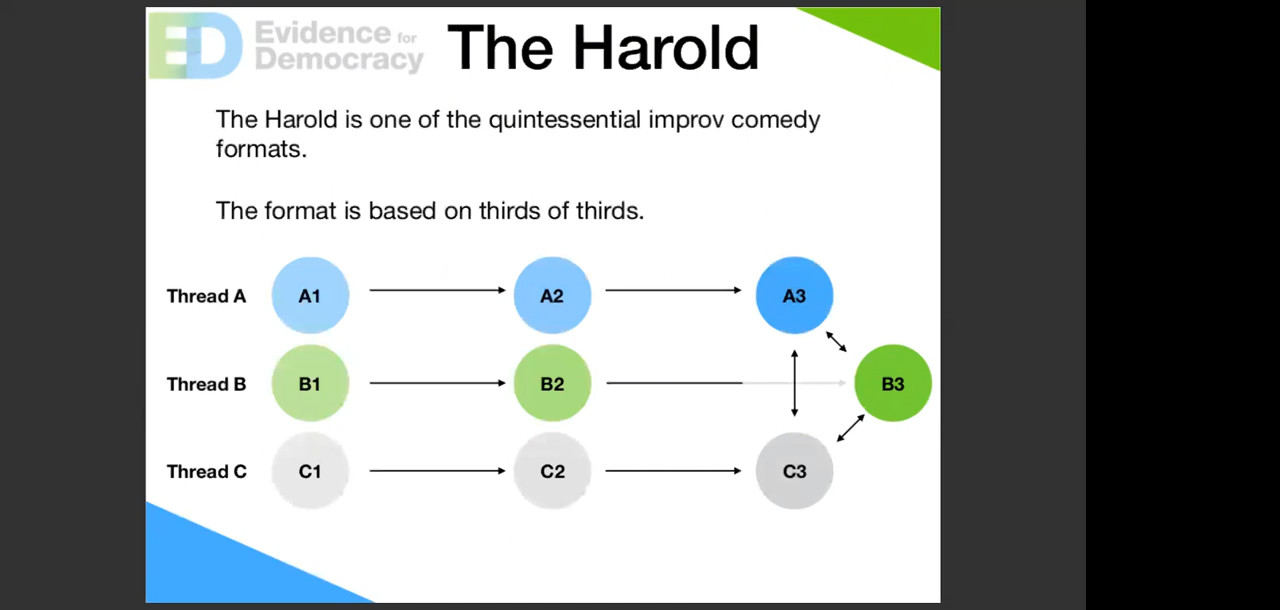 Evidence for
Democracy
The Harold
The Harold is one of the quintessential improv comedy
formats.
The format is based on thirds of thirds.
Thread A A1 A2 A3
Thread B B1 B2 B3
Thread C C1 C2 C3